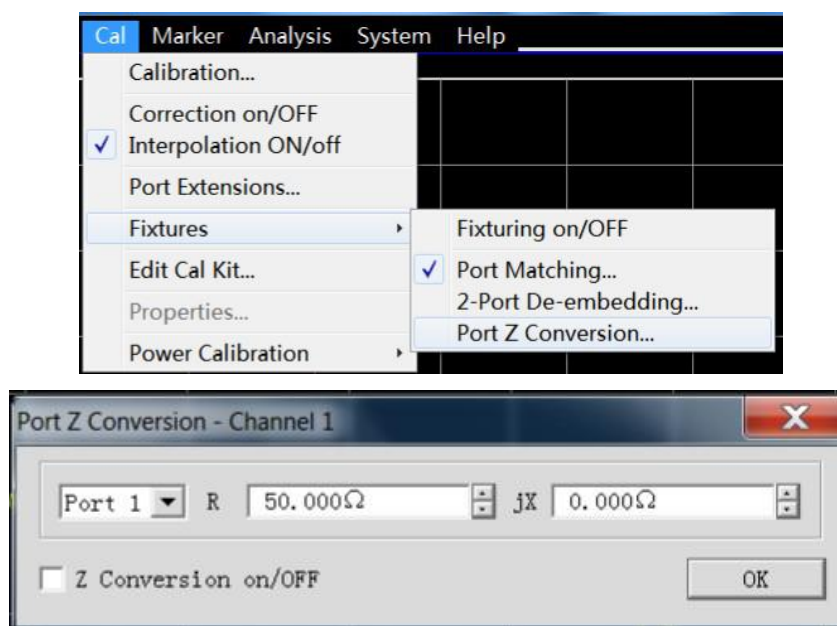 Cal Marker Analysis System Help
Calibration...
Correction on/OFF
Interpolation ON/off
Port Extensions...
Fixtures
Fixturing on/OFF
Edit Cal Kit...
Port Matching...
2-Port De-embedding...
Properties...
Port Z Conversion...
Power Calibration
Port Z Conversion - Channel 1
Port 1 R 50.000Ω jX 0.000Ω
Z Conversion on/OFF OK